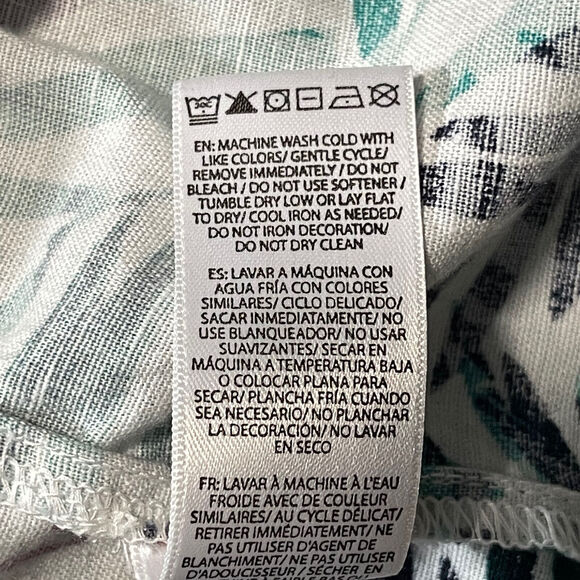 EN: MACHINE WASH COLD WITH
LIKE COLORS/ GENTLE CYCLE/
REMOVE IMMEDIATELY / DO NOT
BLEACH / DO NOT USE SOFTENER /
TUMBLE DRY LOW OR LAY FLAT
TO DRY/ COOL IRON AS NEEDED/
DO NOT IRON DECORATION/
DO NOT DRY CLEAN
ES: LAVAR A MÁQUINA CON
AGUA FRÍA CON COLORES
SIMILARES/ CICLO DELICADO/
SACAR INMEDIATAMENTE/ NO
USE BLANQUEADOR/ NO USAR
SUAVIZANTES/ SECAR EN
MÁQUINA A TEMPERATURA BAJA
O COLOCAR PLANA PARA
SECAR/ PLANCHA FRÍA CUANDO
SEA NECESARIO/ NO PLANCHAR
LA DECORACIÓN/ NO LAVAR
EN SECO
FR: LAVAR À MACHINE À L'EAU
FROIDE AVEC DE COULEUR
SIMILAIRES/ AU CYCLE DÉLICAT/
RETIRER IMMÉDIATEMENT/ NE
PAS UTILISER D'AGENT DE
BLANCHIMENT/ NE PAS UTILISER
D'ADOUCISSEUR/ SÉCHER EN